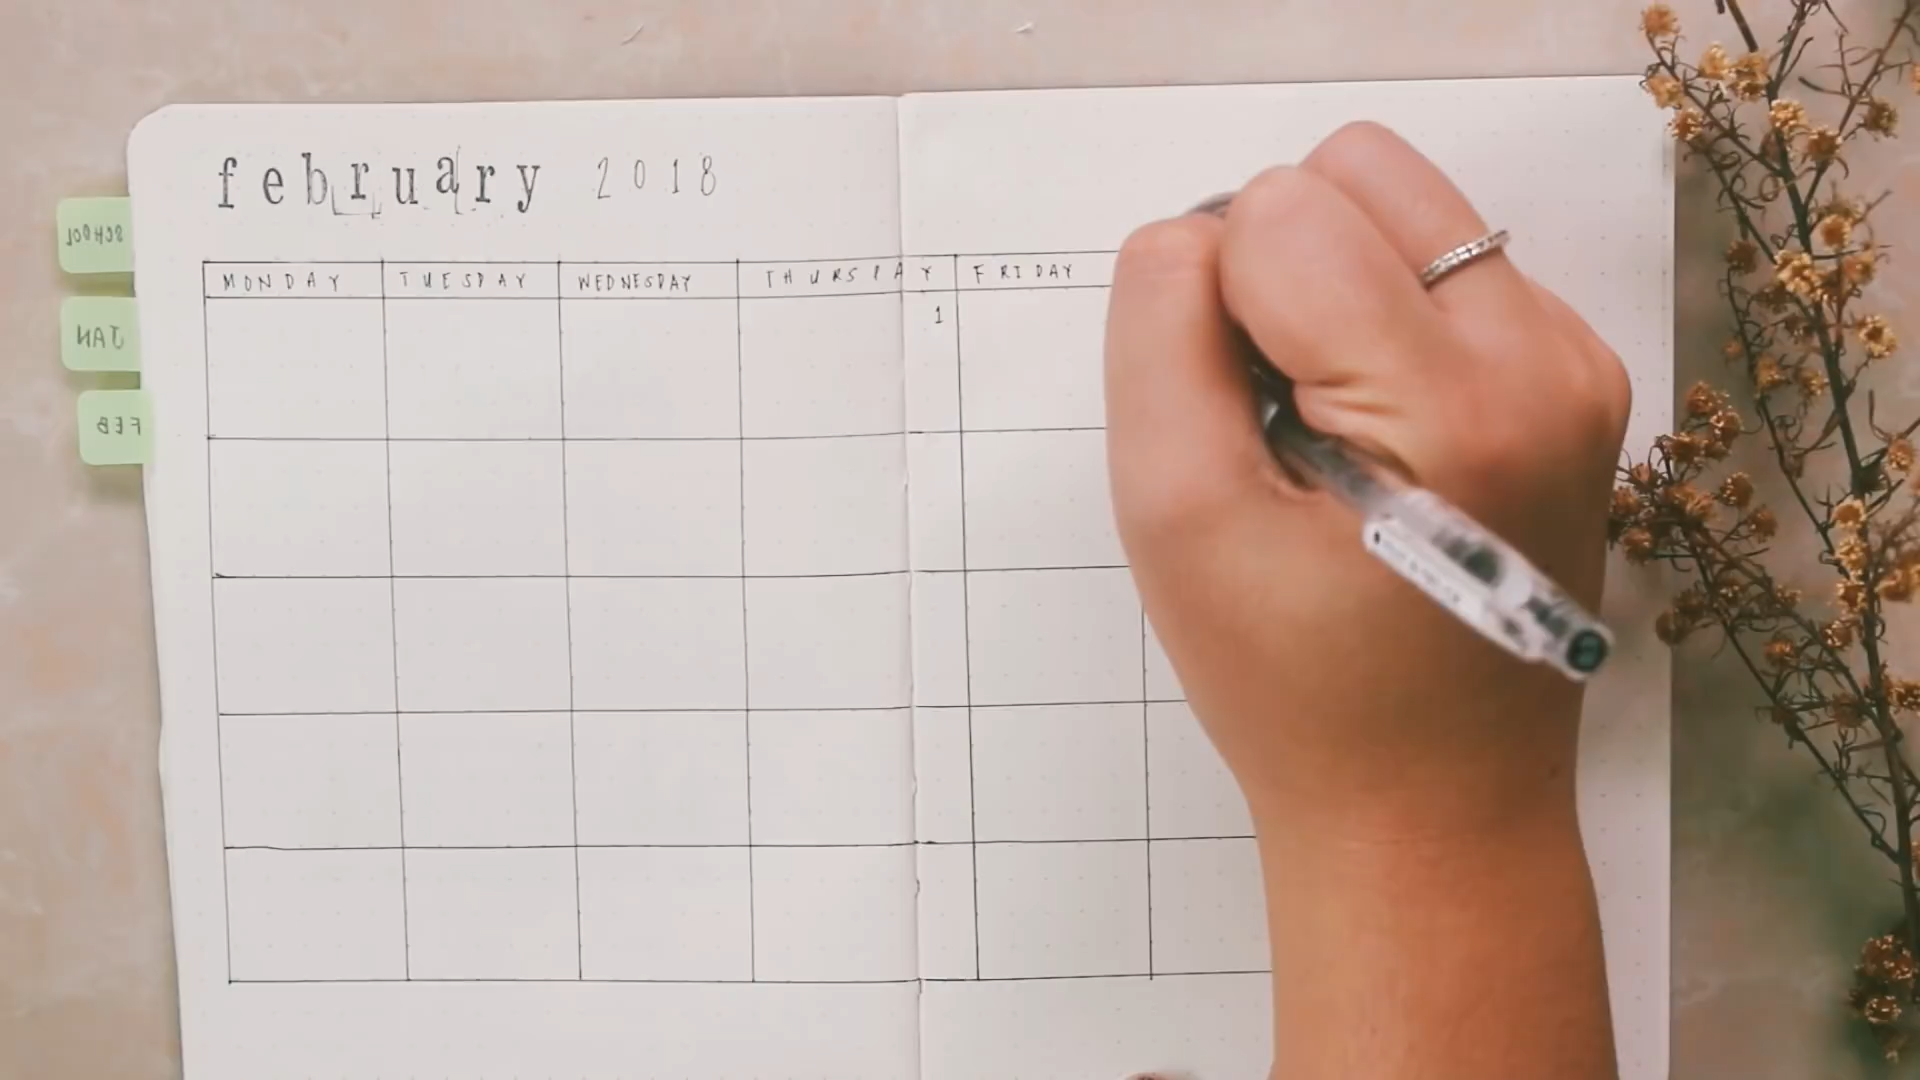 february 2018
SCHOOL
MONDAY TUESDAY WEDNESDAY THURSDAY FRIDAY
1
JAN
FEB